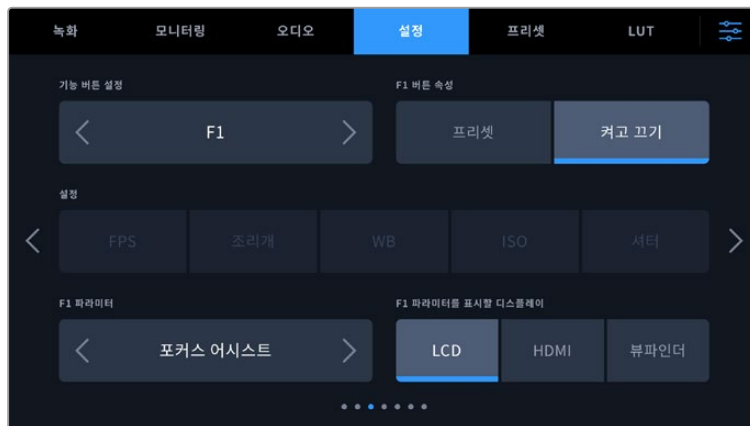 녹화 모니터링 오디오 설정 프리셋 LUT
기능 버튼 설정 F1 버튼 속성
F1 프리셋 켜고 끄기
설정
FPS 조리개 WB ISO 셔터
F1 파라미터 F1 파라미터를 표시할 디스플레이
포커스 어시스트 LCD HDMI 뷰파인더